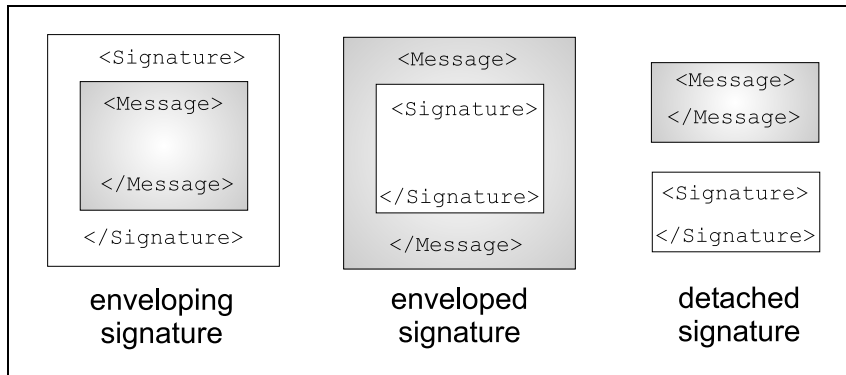 <Signature>
<Message>
</Message>
</Signature>
enveloping
signature
<Message>
<Signature>
</Signature>
</Message>
enveloped
signature
<Message>
</Message>
<Signature>
</Signature>
detached
signature